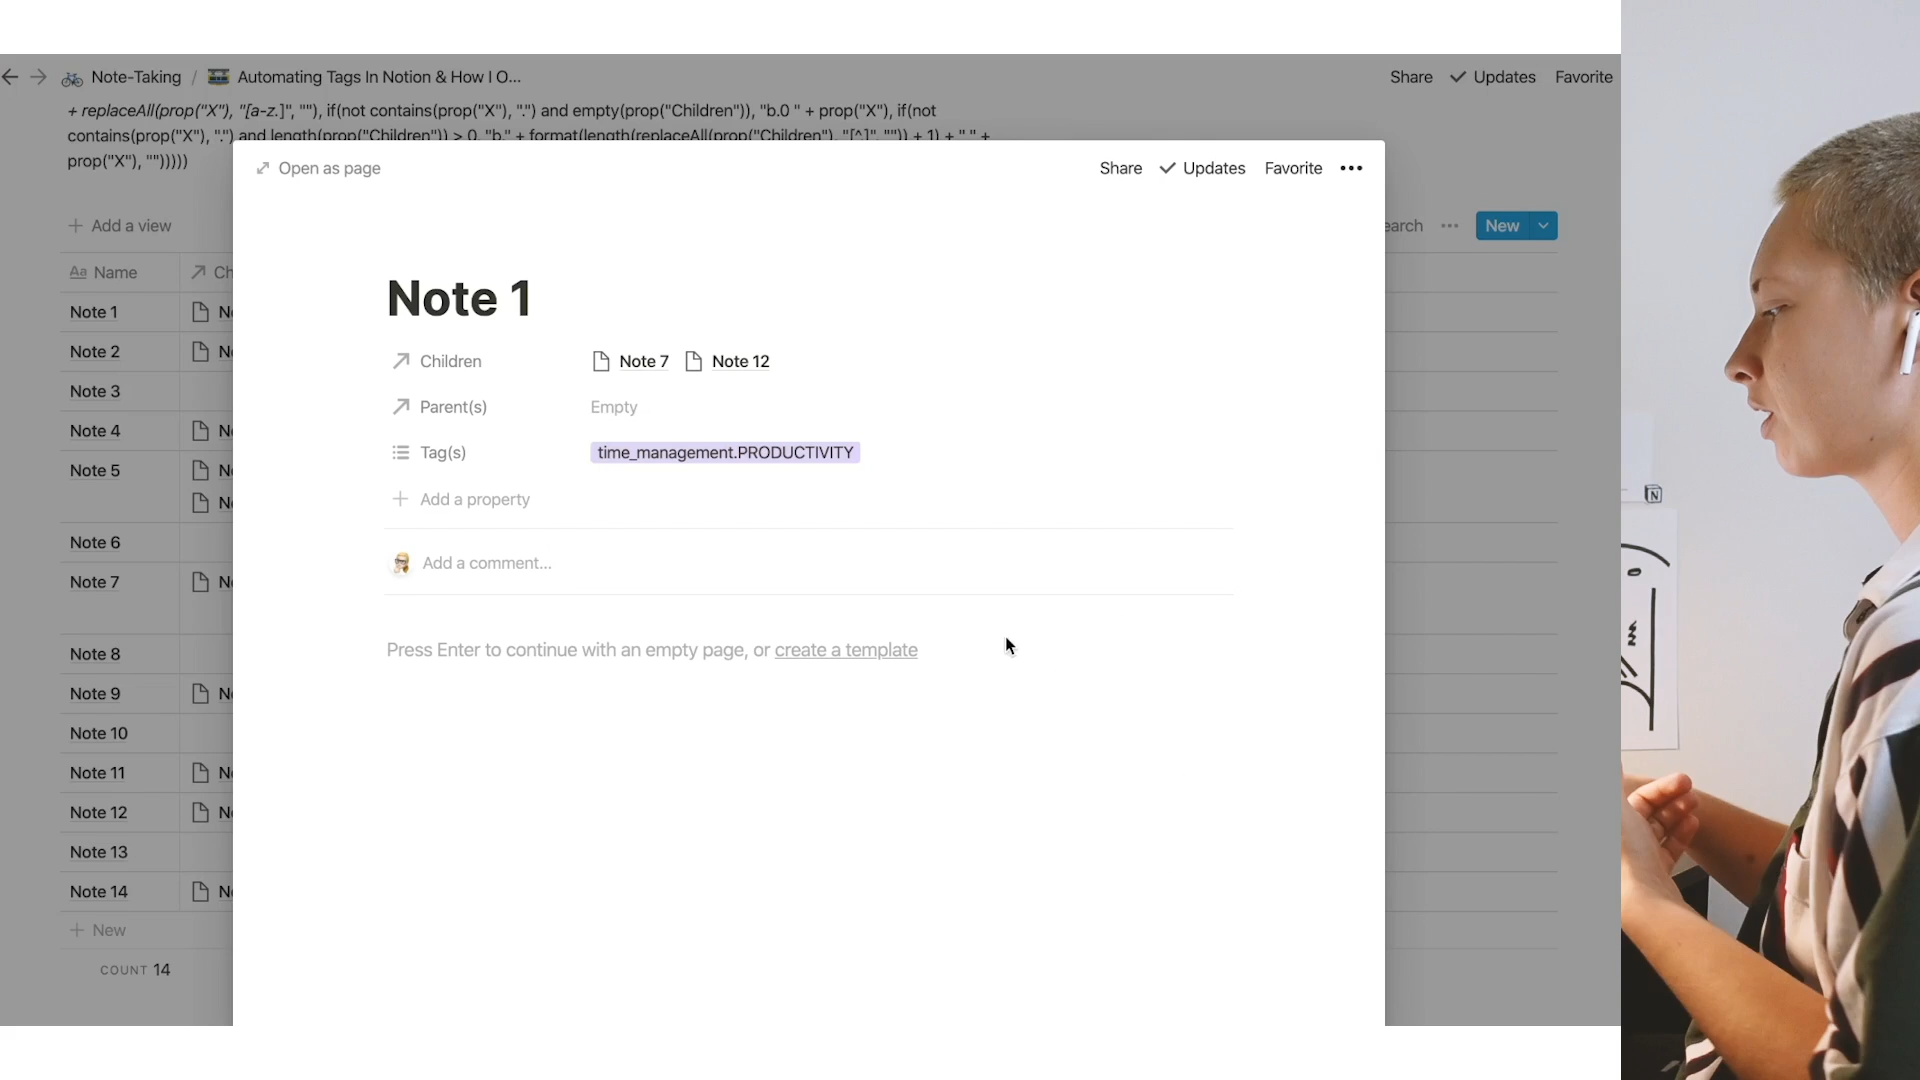 Note-Taking / Automating Tags In Notion & How I O...
Share Updates Favorite
+ replaceAll(prop("X"), "[a-z.]", ""), if(not contains(prop("X"), ".") and empty(prop("Children")), "b.0 " + prop("X"), if(not
contains(prop("X"), ".") and length(prop("Children")) > 0, "b." + format(length(replaceAll(prop("Children"), "[^]", "")) + 1) + " " +
prop("X"), "")))))
Open as page
Share Updates Favorite
Add a view
New
Aa Name
Note 1
Note 2
Note 3
Note 4
Note 5
Note 6
Note 7
Note 8
Note 9
Note 10
Note 11
Note 12
Note 13
Note 14
New
COUNT 14
Note 1
Children Note 7 Note 12
Parent(s) Empty
Tag(s) time_management.PRODUCTIVITY
Add a property
Add a comment...
Press Enter to continue with an empty page, or create a template